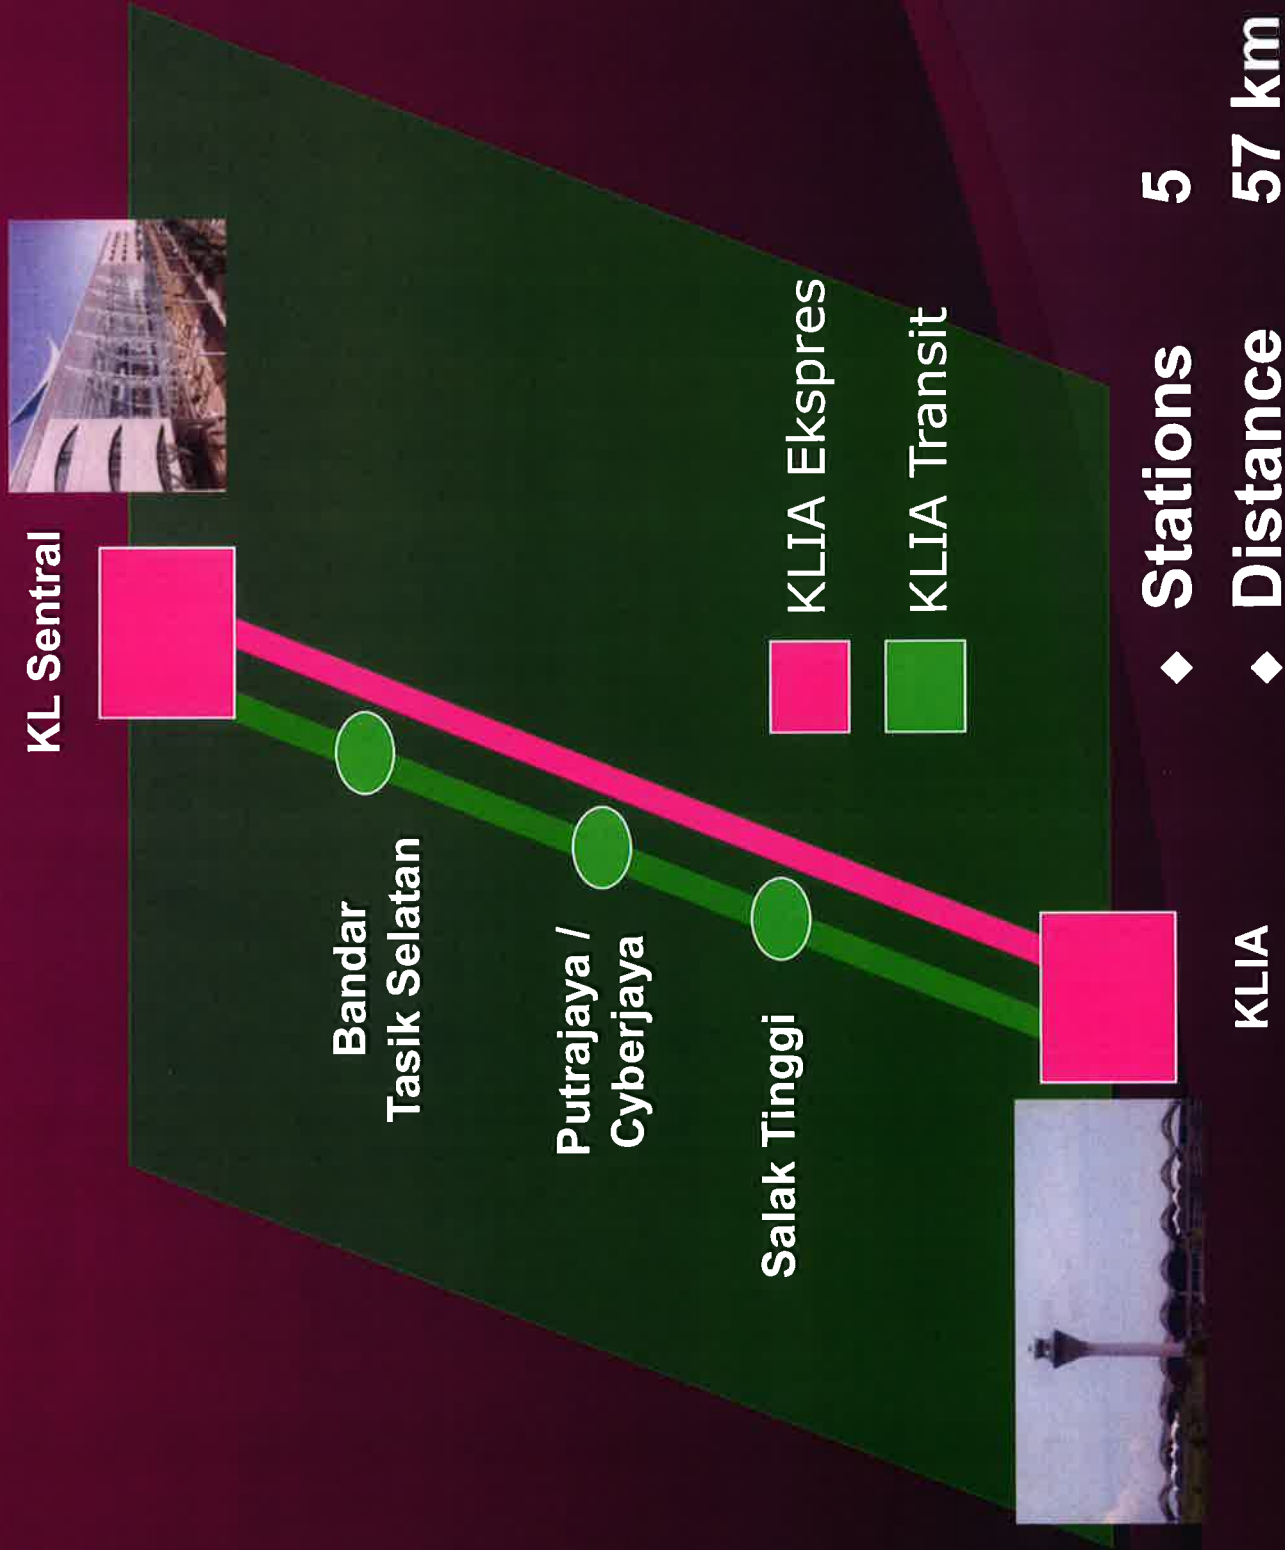 KL Sentral
Bandar
Tasik Selatan
Putrajaya /
Cyberjaya
Salak Tinggi
KLIA Ekspres
KLIA Transit
KLIA
◆ Stations 5
◆ Distance 57 km